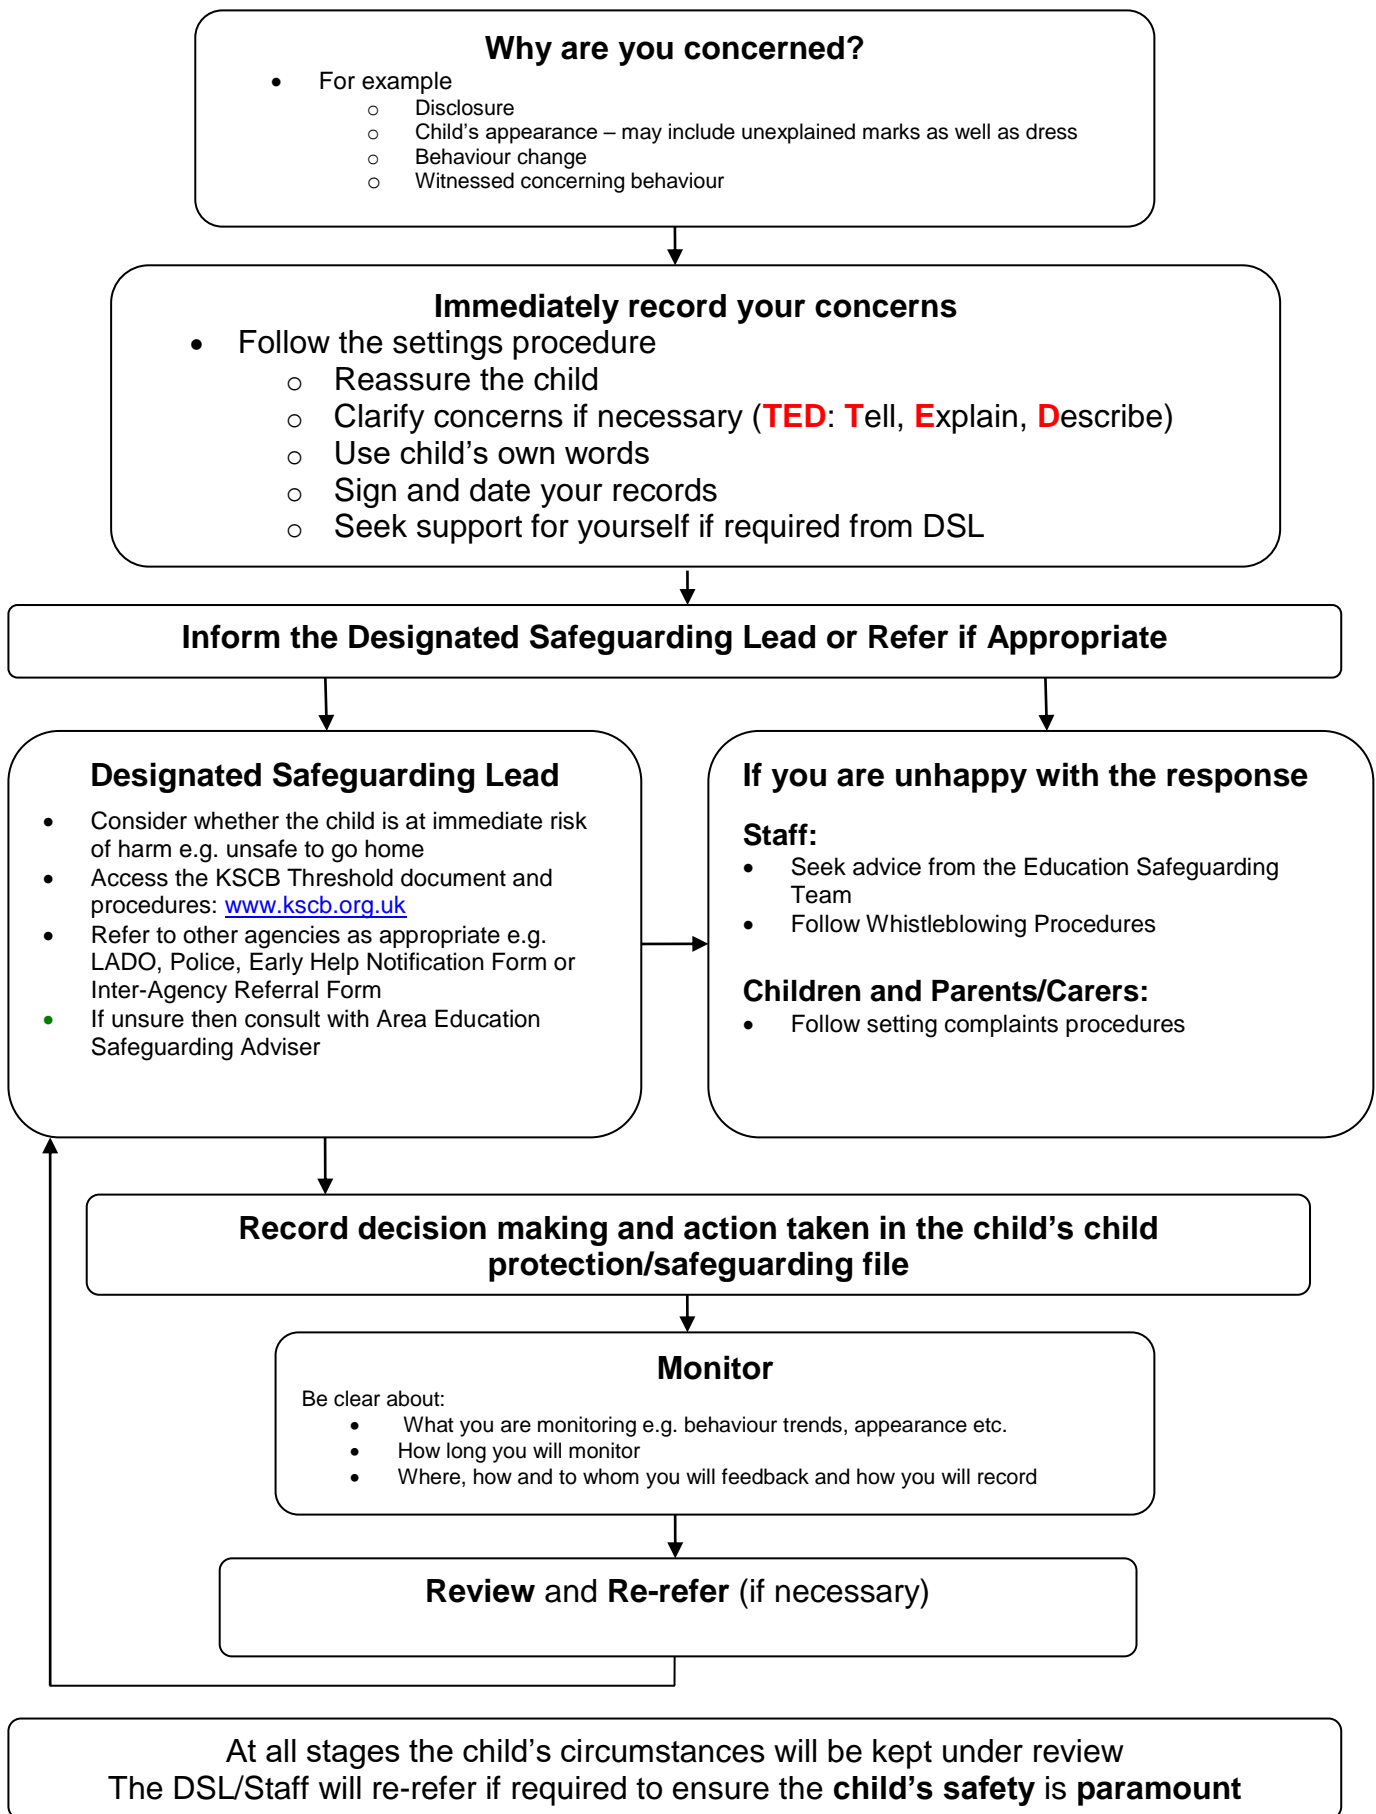 Why are you concerned?
• For example
o Disclosure
o Child’s appearance – may include unexplained marks as well as dress
o Behaviour change
o Witnessed concerning behaviour
Immediately record your concerns
• Follow the settings procedure
o Reassure the child
o Clarify concerns if necessary (TED: Tell, Explain, Describe)
o Use child’s own words
o Sign and date your records
o Seek support for yourself if required from DSL
Inform the Designated Safeguarding Lead or Refer if Appropriate
Designated Safeguarding Lead
• Consider whether the child is at immediate risk
of harm e.g. unsafe to go home
• Access the KSCB Threshold document and
procedures: www.kscb.org.uk
• Refer to other agencies as appropriate e.g.
LADO, Police, Early Help Notification Form or
Inter-Agency Referral Form
• If unsure then consult with Area Education
Safeguarding Adviser
If you are unhappy with the response
Staff:
• Seek advice from the Education Safeguarding
Team
• Follow Whistleblowing Procedures
Children and Parents/Carers:
• Follow setting complaints procedures
Record decision making and action taken in the child’s child
protection/safeguarding file
Monitor
Be clear about:
• What you are monitoring e.g. behaviour trends, appearance etc.
• How long you will monitor
• Where, how and to whom you will feedback and how you will record
Review and Re-refer (if necessary)
At all stages the child’s circumstances will be kept under review
The DSL/Staff will re-refer if required to ensure the child’s safety is paramount